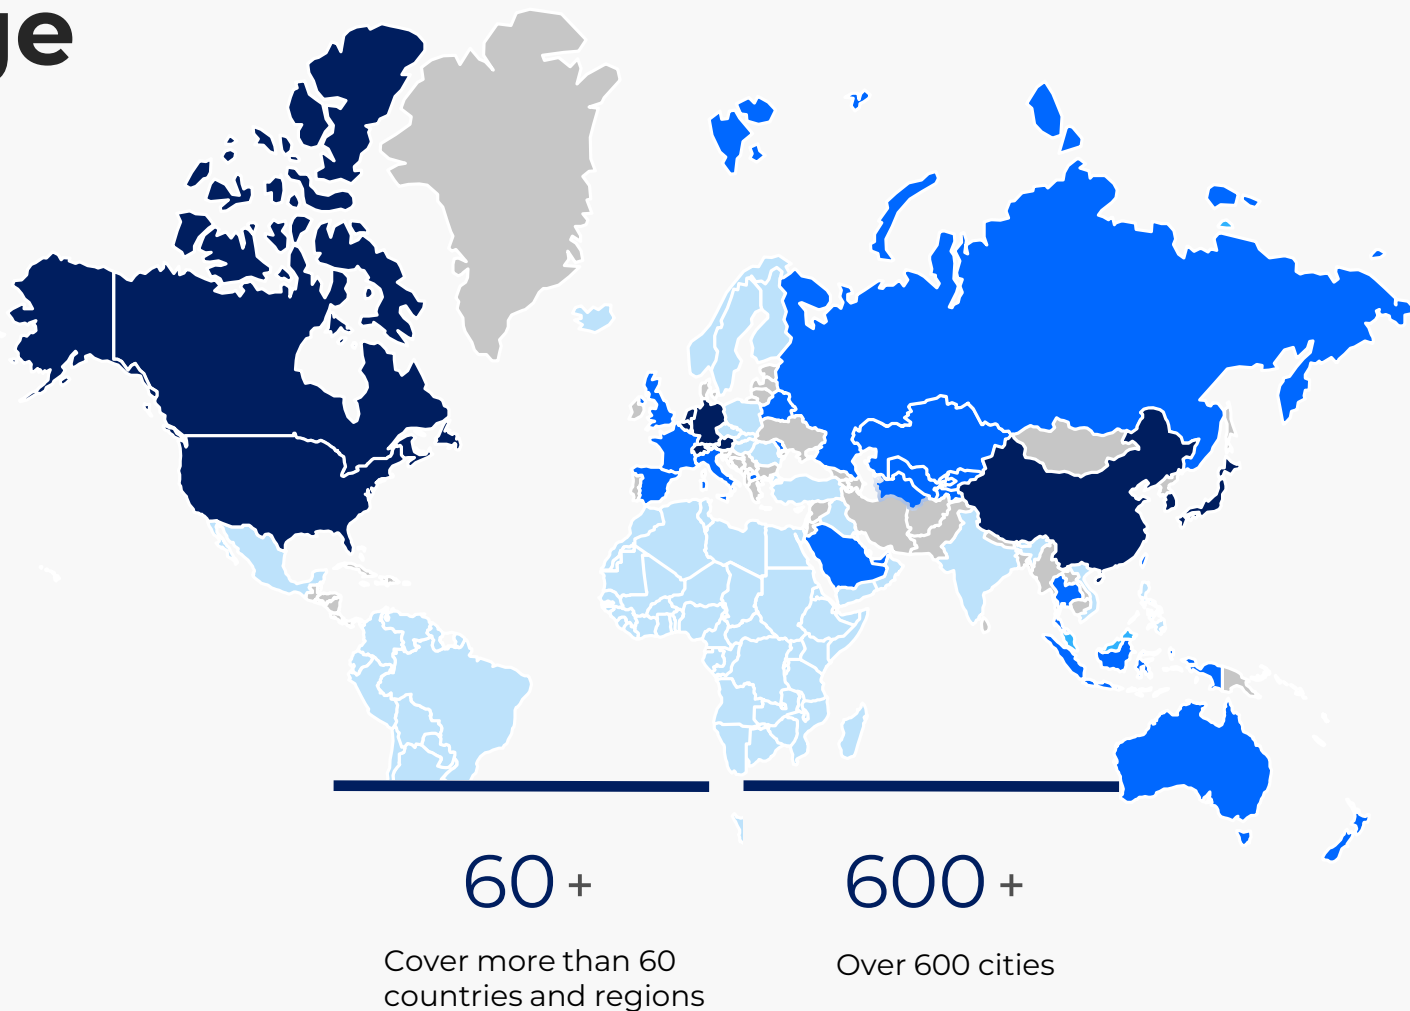 60 +
600 +
Cover more than 60
countries and regions
Over 600 cities